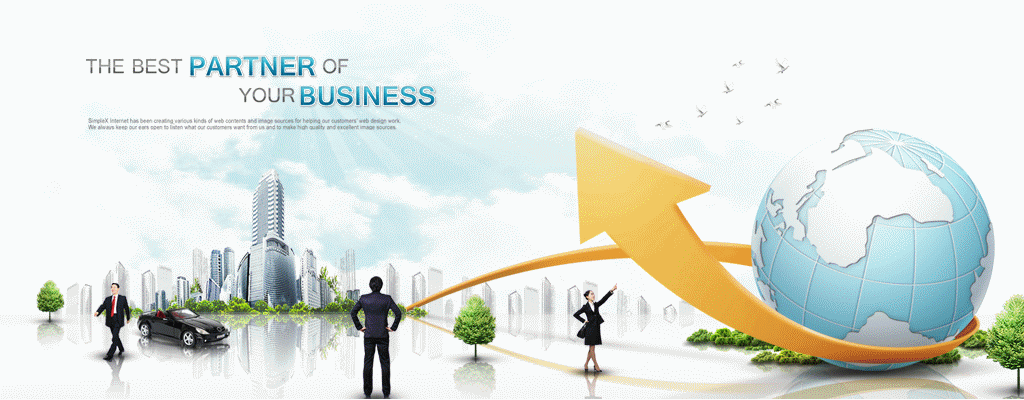 THE BEST PARTNER OF
YOUR BUSINESS
SimpleX Internet has been creating various kinds of web contents and image sources for helping our customers' web design work.
We always keep our ears open to listen what our customers want from us and to make high quality and excellent image sources.